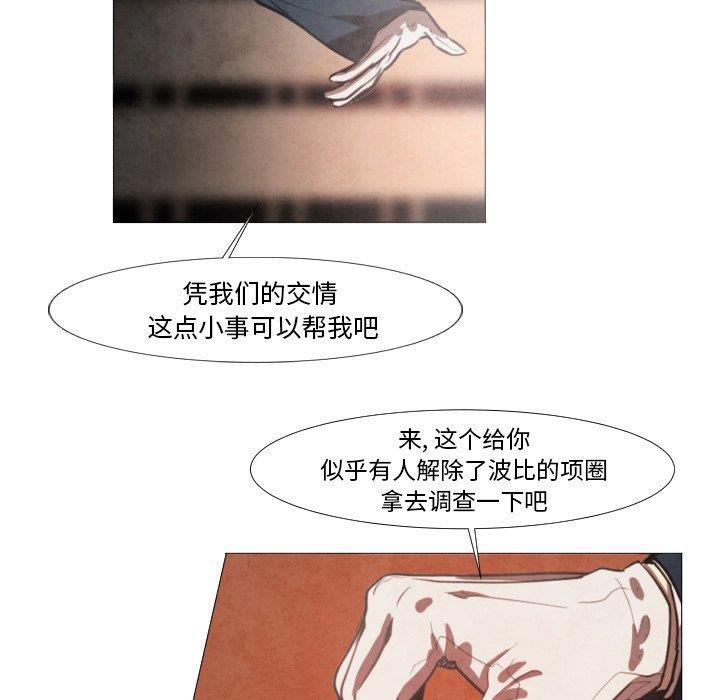 凭我们的交情
这点小事可以帮我吧
来, 这个给你
似乎有人解除了波比的项圈
拿去调查一下吧